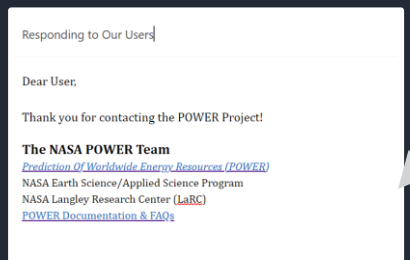 Responding to Our Users
Dear User,
Thank you for contacting the POWER Project!
The NASA POWER Team
Prediction Of Worldwide Energy Resources (POWER)
NASA Earth Science/Applied Science Program
NASA Langley Research Center (LaRC)
POWER Documentation & FAQs